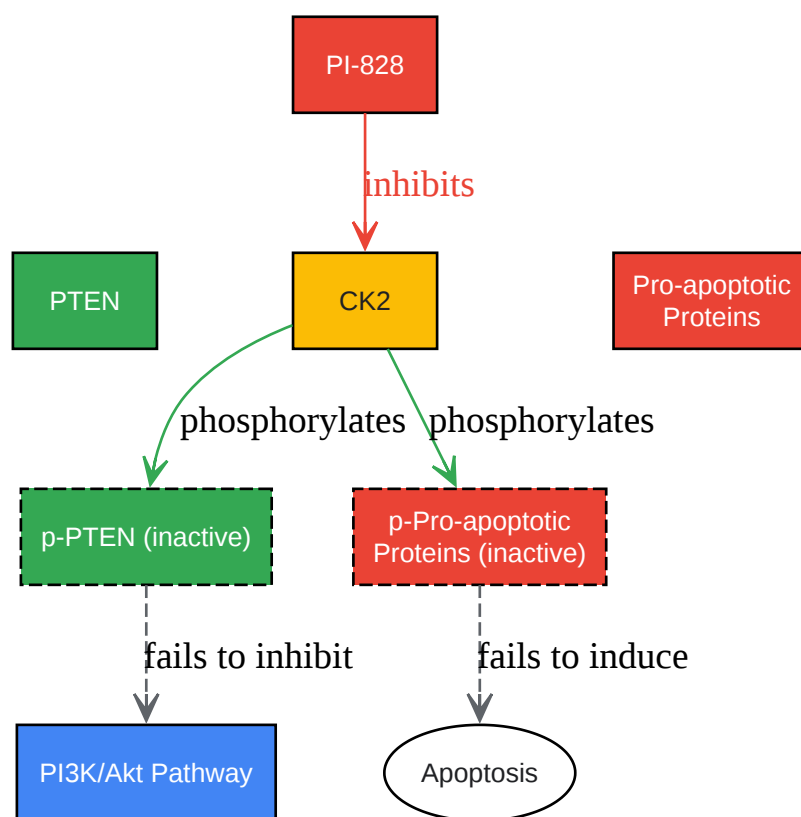 PI-828
inhibits
PTEN
CK2
Pro-apoptotic
Proteins
phosphorylates
phosphorylates
p-PTEN (inactive)
p-Pro-apoptotic
Proteins (inactive)
fails to inhibit
fails to induce
PI3K/Akt Pathway
Apoptosis